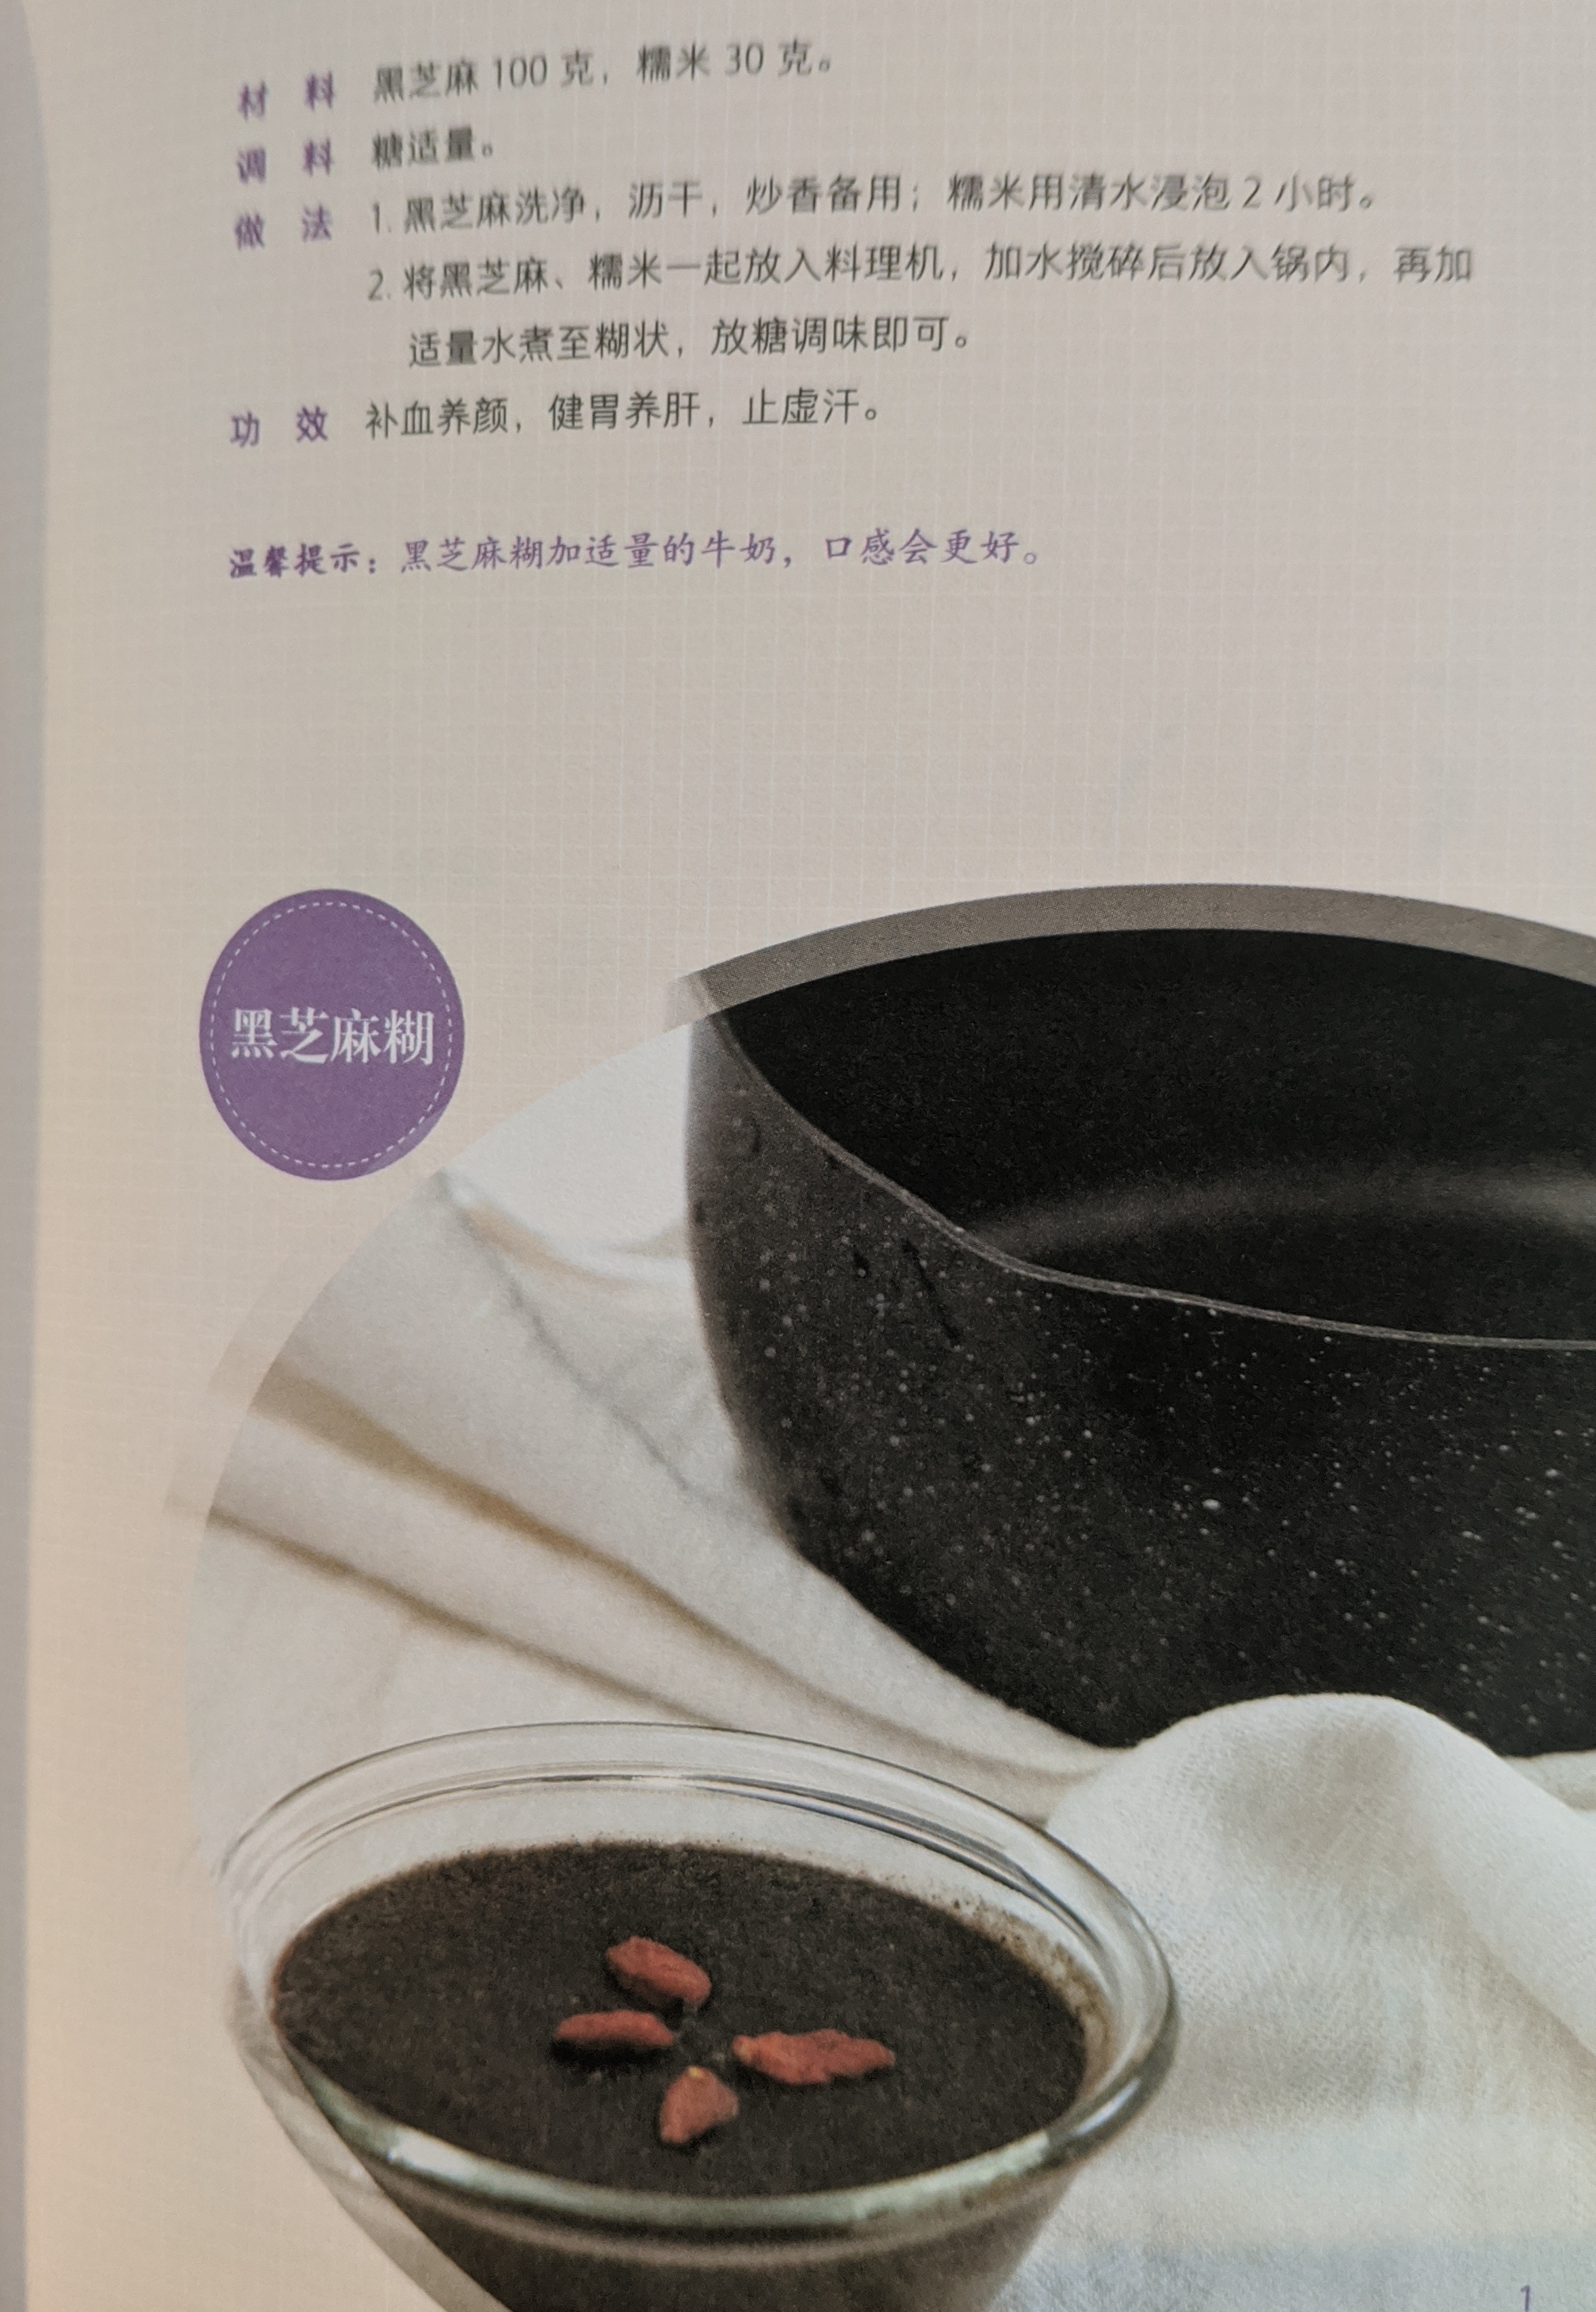 材 料 黑芝麻 100 克，糯米 30 克。
调 料 糖适量。
做 法 1. 黑芝麻洗净，沥干，炒香备用；糯米用清水浸泡 2 小时。
2. 将黑芝麻、糯米一起放入料理机，加水搅碎后放入锅内，再加
适量水煮至糊状，放糖调味即可。
功 效 补血养颜，健胃养肝，止虚汗。
温馨提示：黑芝麻糊加适量的牛奶，口感会更好。
黑芝麻糊
1